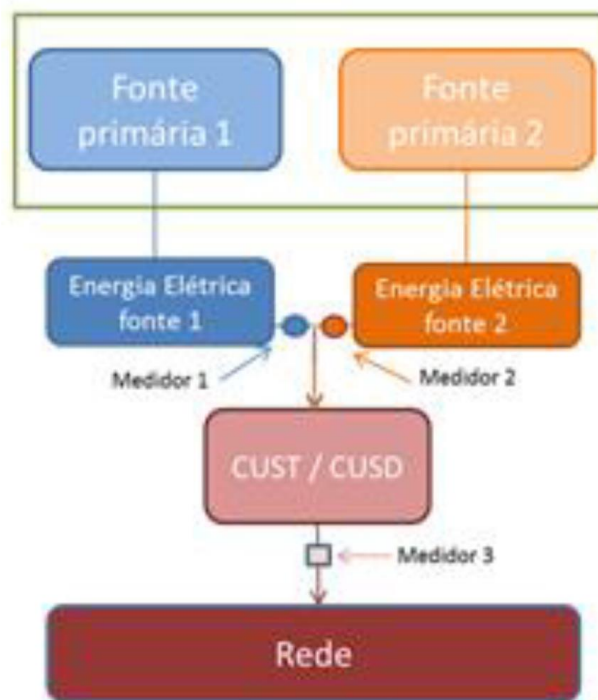 Fonte
primária 1
Fonte
primária 2
Energia Elétrica
fonte 1
Energia Elétrica
fonte 2
Medidor 1
Medidor 2
CUST / CUSD
Medidor 3
Rede